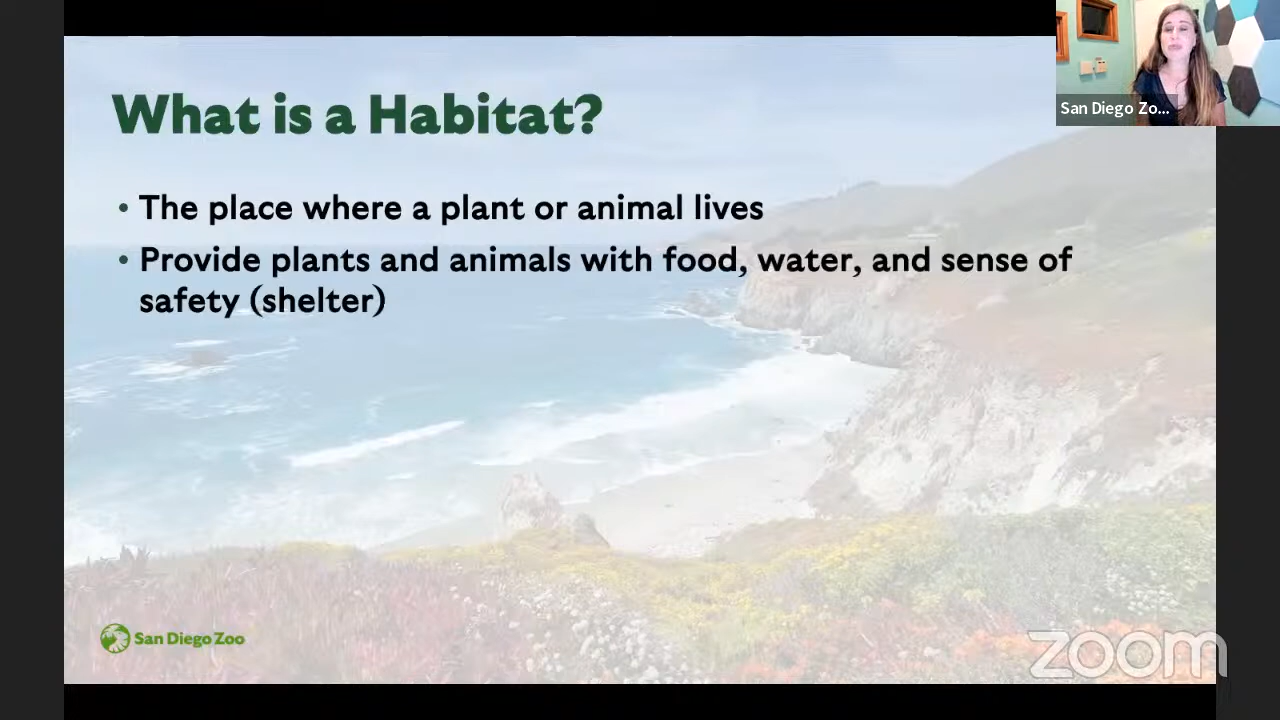 San Diego Zo...
What is a Habitat?
• The place where a plant or animal lives
• Provide plants and animals with food, water, and sense of
safety (shelter)
San Diego Zoo
zoom